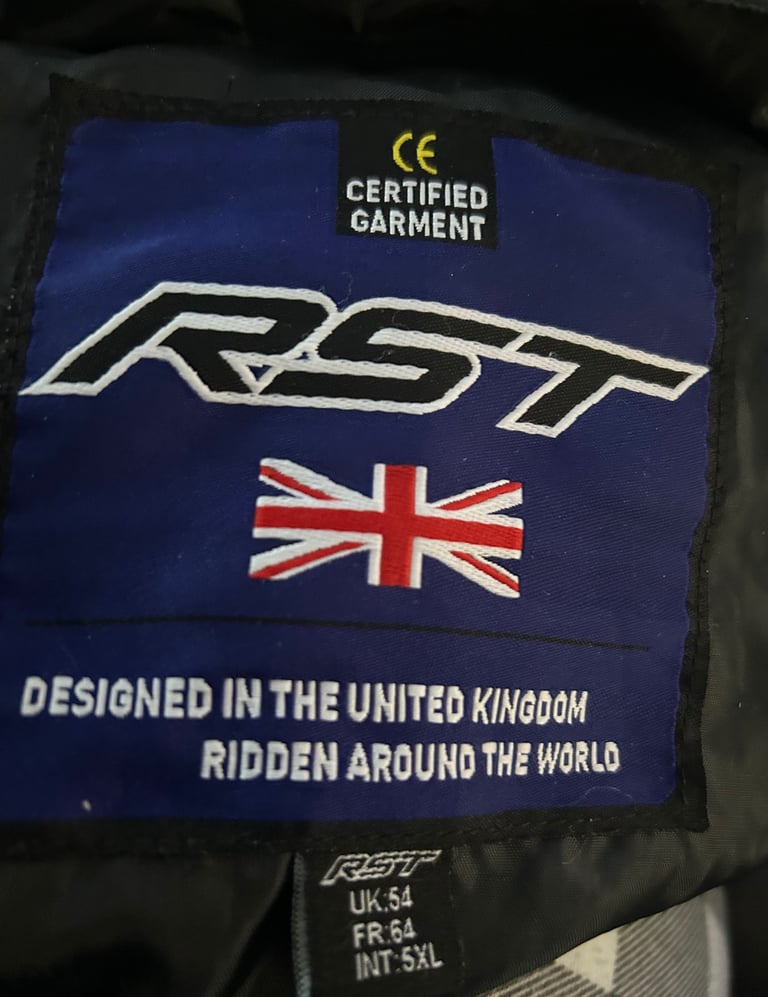 CE
CERTIFIED
GARMENT
RST
DESIGNED IN THE UNITED KINGDOM
RIDDEN AROUND THE WORLD
RST
UK:54
FR:64
INT:5XL